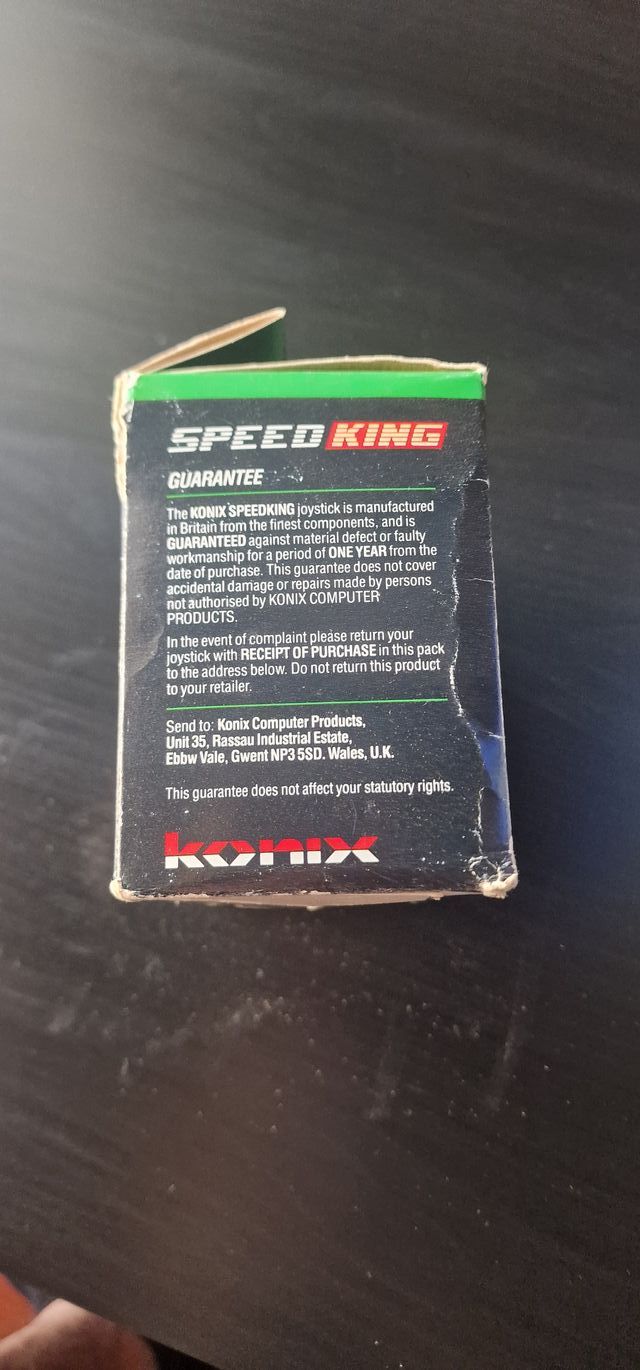 SPEED KING
GUARANTEE
The KONIX SPEEDKING joystick is manufactured
in Britain from the finest components, and is
GUARANTEED against material defect or faulty
workmanship for a period of ONE YEAR from the
date of purchase. This guarantee does not cover
accidental damage or repairs made by persons
not authorised by KONIX COMPUTER
PRODUCTS.
In the event of complaint please return your
joystick with RECEIPT OF PURCHASE in this pack
to the address below. Do not return this product
to your retailer.
Send to: Konix Computer Products,
Unit 35, Rassau Industrial Estate,
Ebbw Vale, Gwent NP3 5SD. Wales, U.K.
This guarantee does not affect your statutory rights.
konix